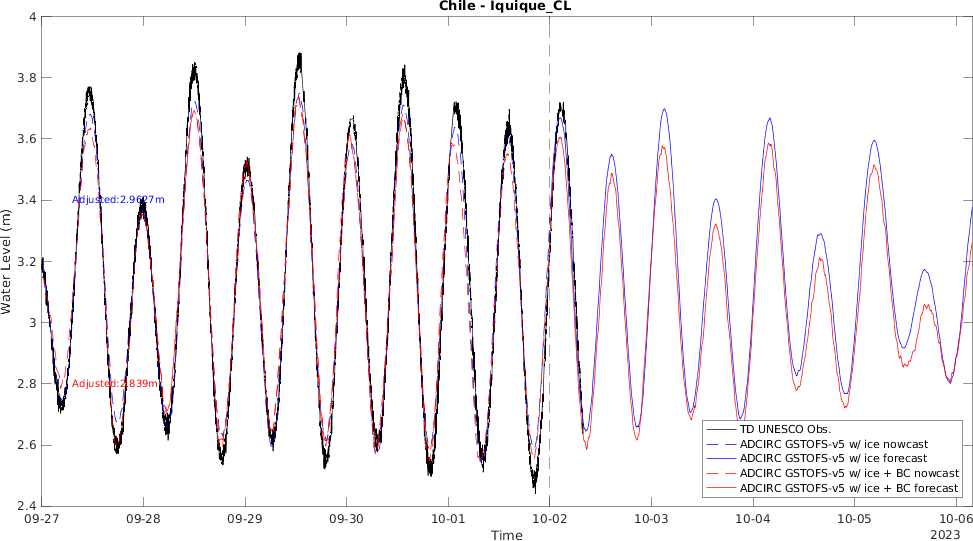 Chile - Iquique_CL
4
3.8
3.6
3.4
3.2
3
2.8
2.6
2.4
Water Level (m)
Adjusted:2.9627m
Adjusted:2.839m
TD UNESCO Obs.
ADCIRC GSTOFS-v5 w/ ice nowcast
ADCIRC GSTOFS-v5 w/ ice forecast
ADCIRC GSTOFS-v5 w/ ice + BC nowcast
ADCIRC GSTOFS-v5 w/ ice + BC forecast
09-27 09-28 09-29 09-30 10-01 10-02 10-03 10-04 10-05 10-06
2023
Time